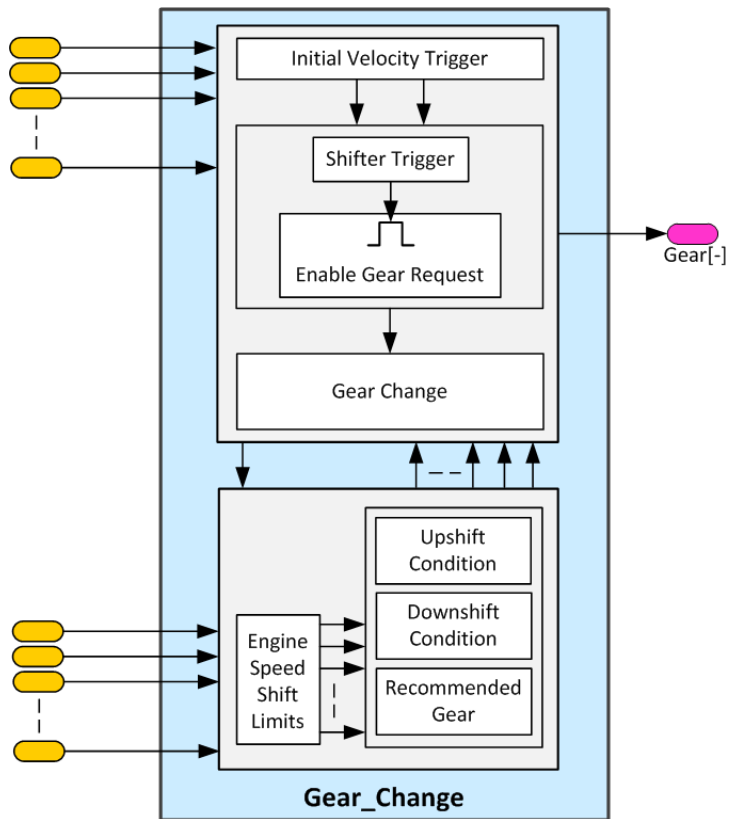 Initial Velocity Trigger
Shifter Trigger
Enable Gear Request
Gear[-]
Gear Change
Upshift
Condition
Downshift
Condition
Engine
Speed
Shift
Limits
Recommended
Gear
Gear_Change